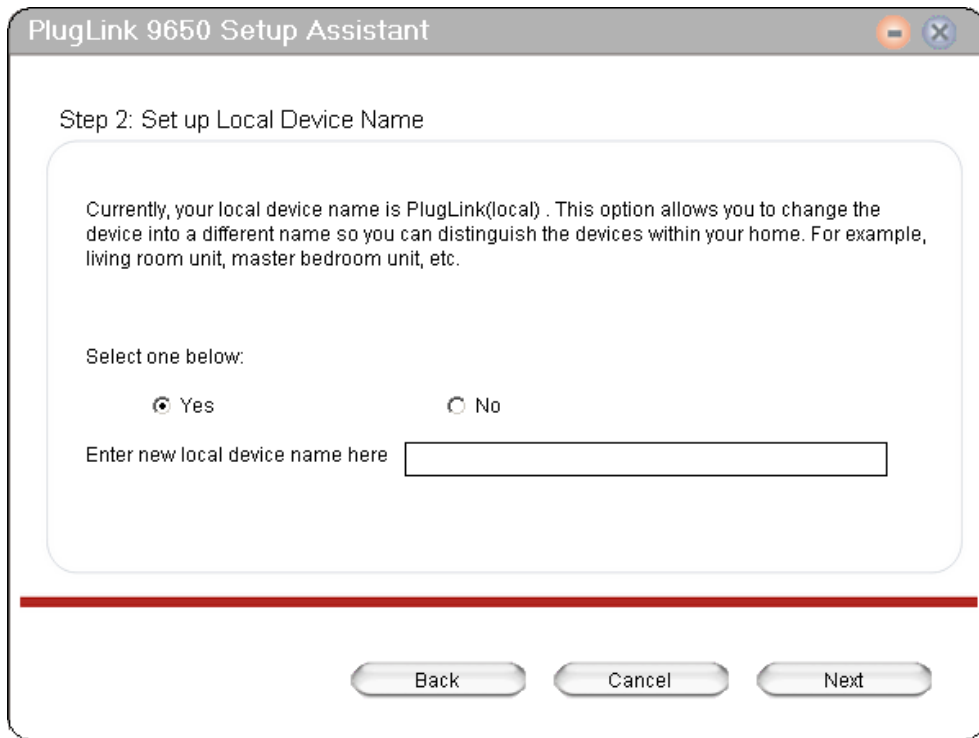 PlugLink 9650 Setup Assistant
Step 2: Set up Local Device Name
Currently, your local device name is PlugLink(local) . This option allows you to change the
device into a different name so you can distinguish the devices within your home. For example,
living room unit, master bedroom unit, etc.
Select one below:
Yes No
Enter new local device name here
Back Cancel Next